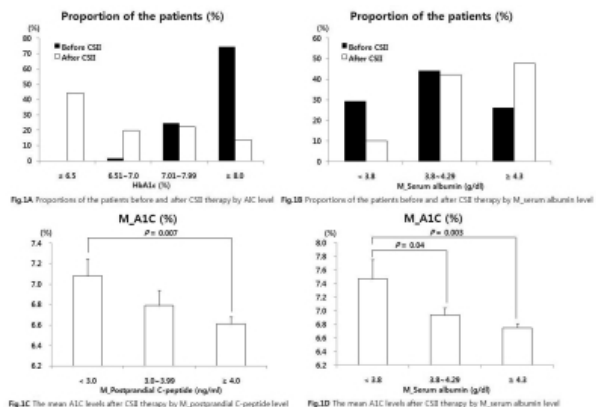 Proportion of the patients (%)
(%)
80
70
60
50
40
30
20
10
0
■ Before CSII
□ After CSII
≤ 6.5 6.51~7.0 7.01~7.99 ≥ 8.0
HbA1c (%)
Fig.1A Proportions of the patients before and after CSII therapy by A1C level
Proportion of the patients (%)
(%)
60
50
40
30
20
10
0
■ Before CSII
□ After CSII
< 3.8 3.8~4.29 ≥ 4.3
M_Serum albumin (g/dl)
Fig.1B Proportions of the patients before and after CSII therapy by M_serum albumin level
M_A1C (%)
(%)
7.4
7.2
7.0
6.8
6.6
6.4
6.2
P = 0.007
< 3.0 3.0~3.99 ≥ 4.0
M_Postprandial C-peptide (ng/ml)
Fig.1C The mean A1C levels after CSII therapy by M_postprandial C-peptide level
M_A1C (%)
(%)
8.0
7.8
7.6
7.4
7.2
7.0
6.8
6.6
6.4
6.2
P = 0.003
P = 0.04
< 3.8 3.8~4.29 ≥ 4.3
M_Serum albumin (g/dl)
Fig.1D The mean A1C levels after CSII therapy by M_serum albumin level